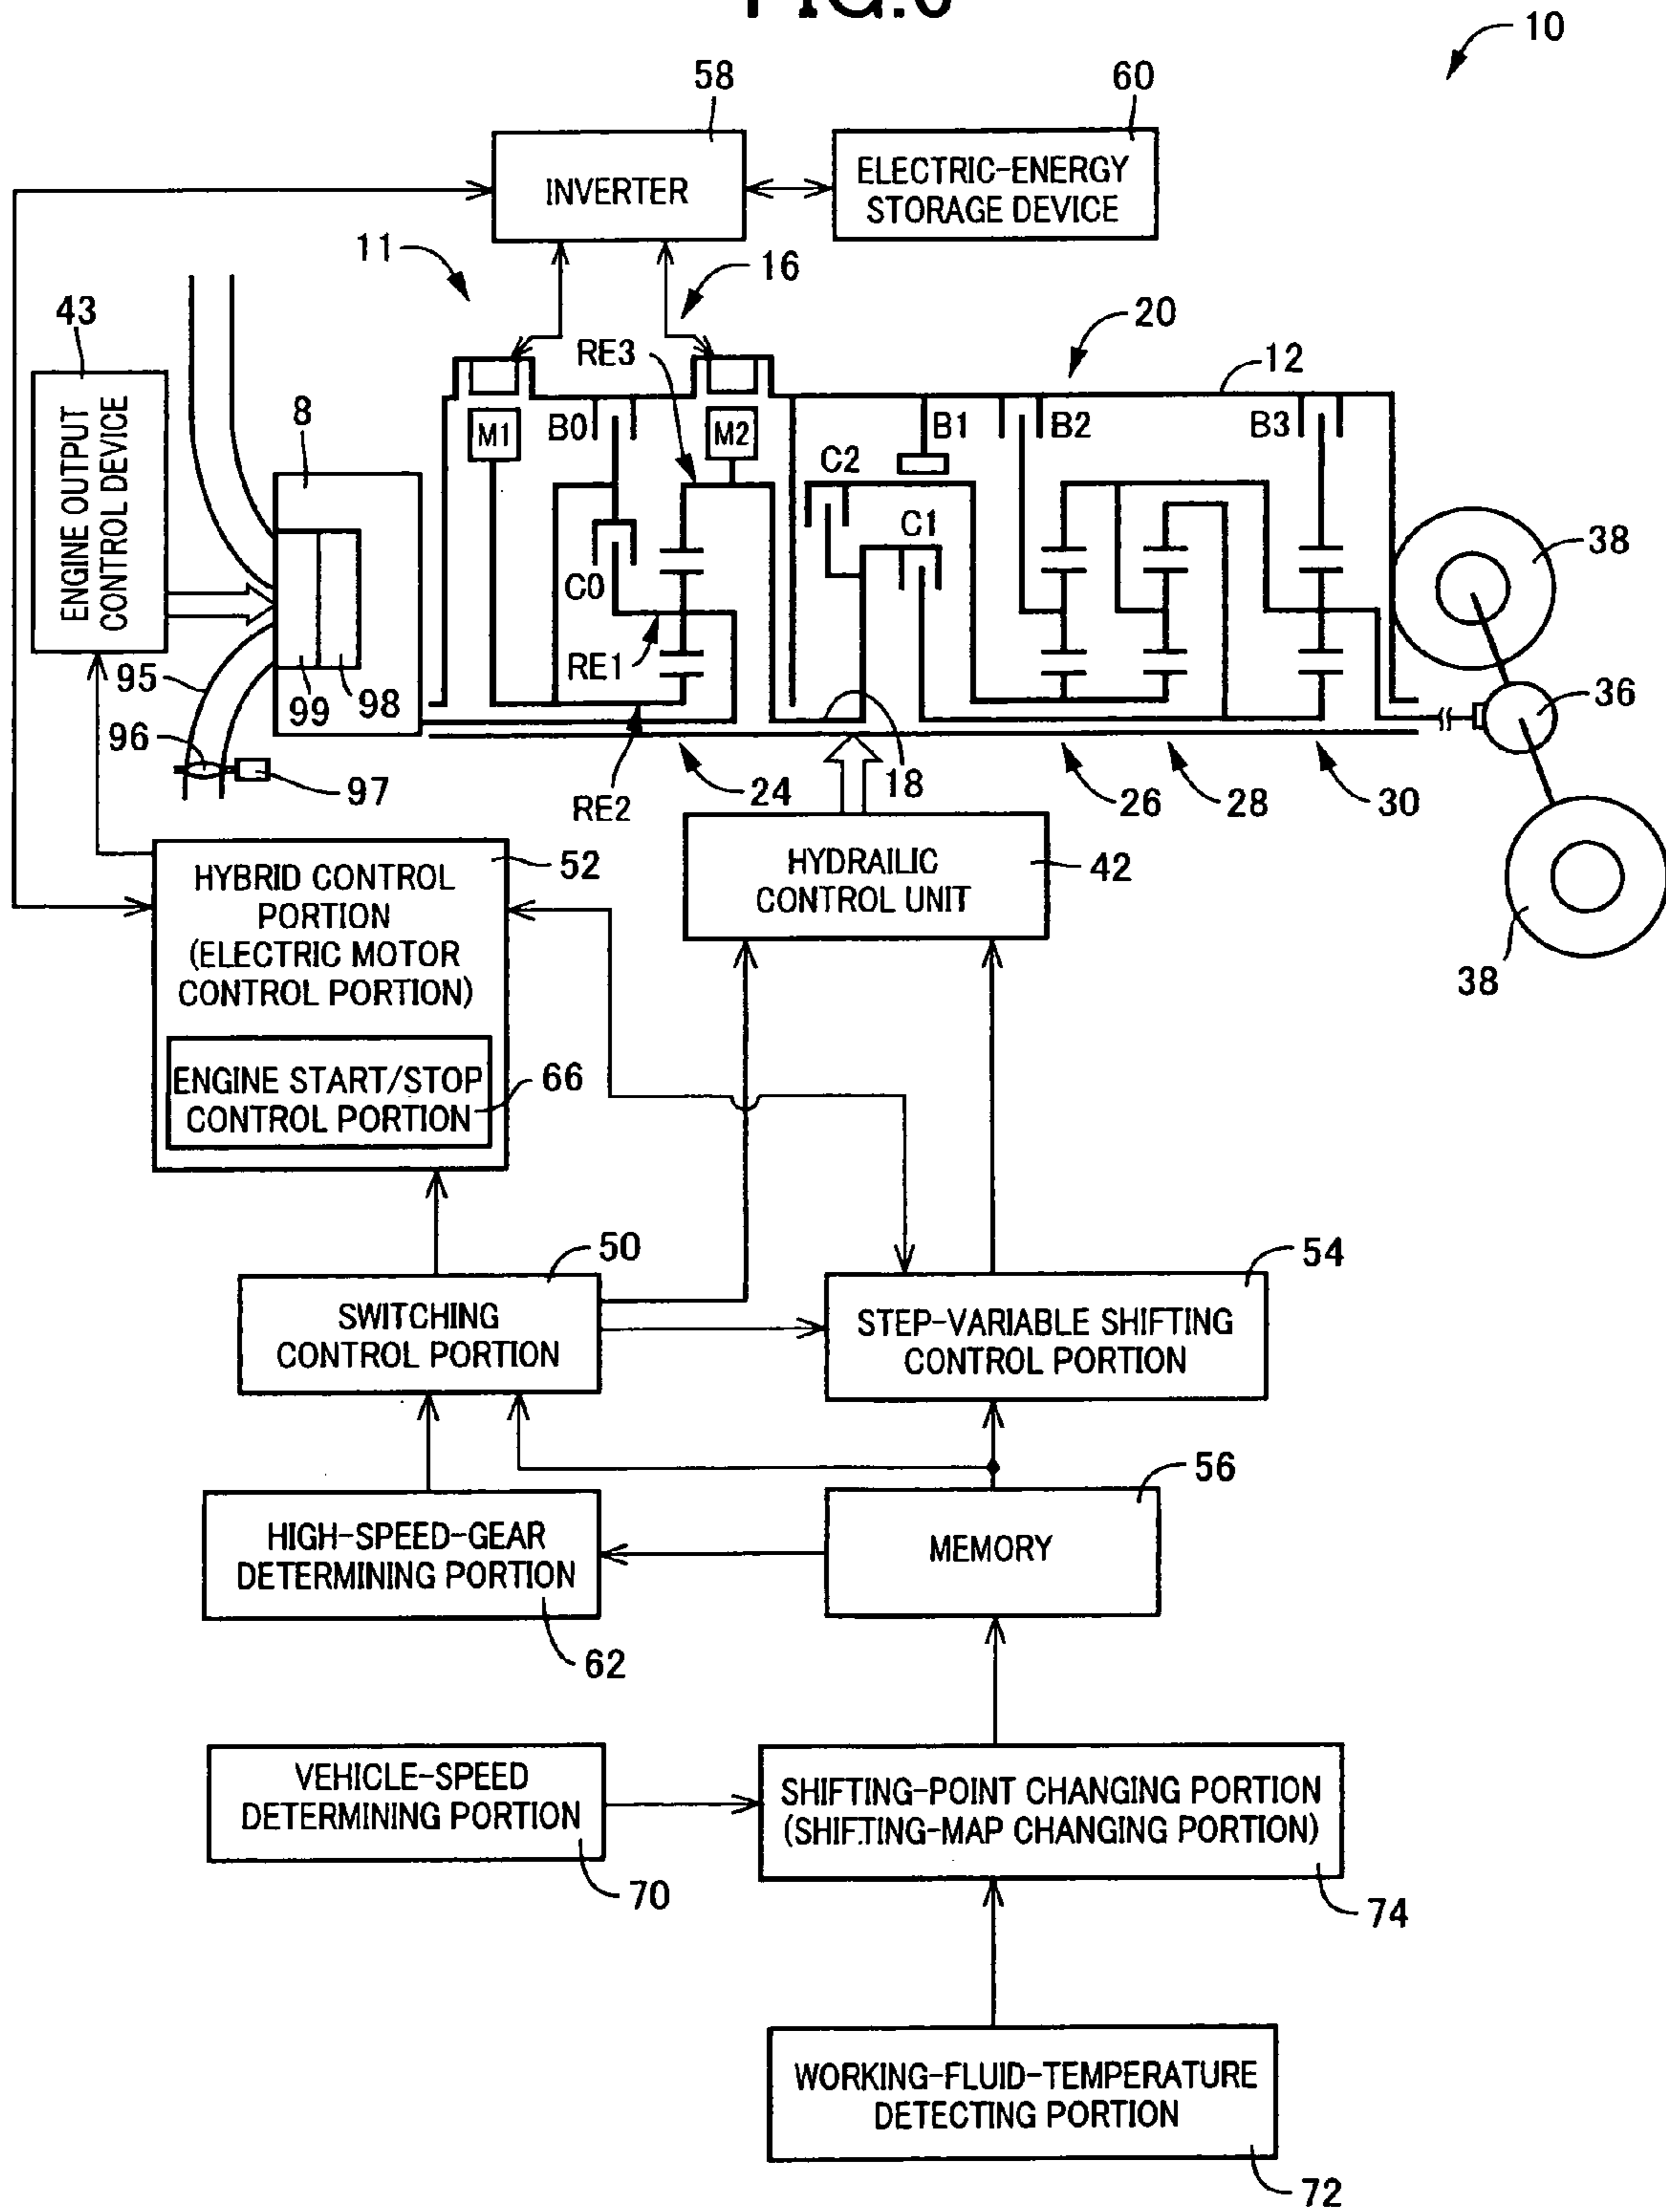 10
58
60
INVERTER
ELECTRIC-ENERGY
STORAGE DEVICE
11
16
43
20
RE3
12
ENGINE OUTPUT
CONTROL DEVICE
8
M1
B0
M2
B1
B2
B3
C2
C1
38
C0
RE1
95
99
98
36
96
97
RE2
24
18
26
28
30
52
HYBRID CONTROL
PORTION
(ELECTRIC MOTOR
CONTROL PORTION)
HYDRAILIC
CONTROL UNIT
42
38
ENGINE START/STOP
CONTROL PORTION
66
50
54
SWITCHING
CONTROL PORTION
STEP-VARIABLE SHIFTING
CONTROL PORTION
56
HIGH-SPEED-GEAR
DETERMINING PORTION
MEMORY
62
VEHICLE-SPEED
DETERMINING PORTION
SHIFTING-POINT CHANGING PORTION
(SHIFTING-MAP CHANGING PORTION)
70
74
WORKING-FLUID-TEMPERATURE
DETECTING PORTION
72